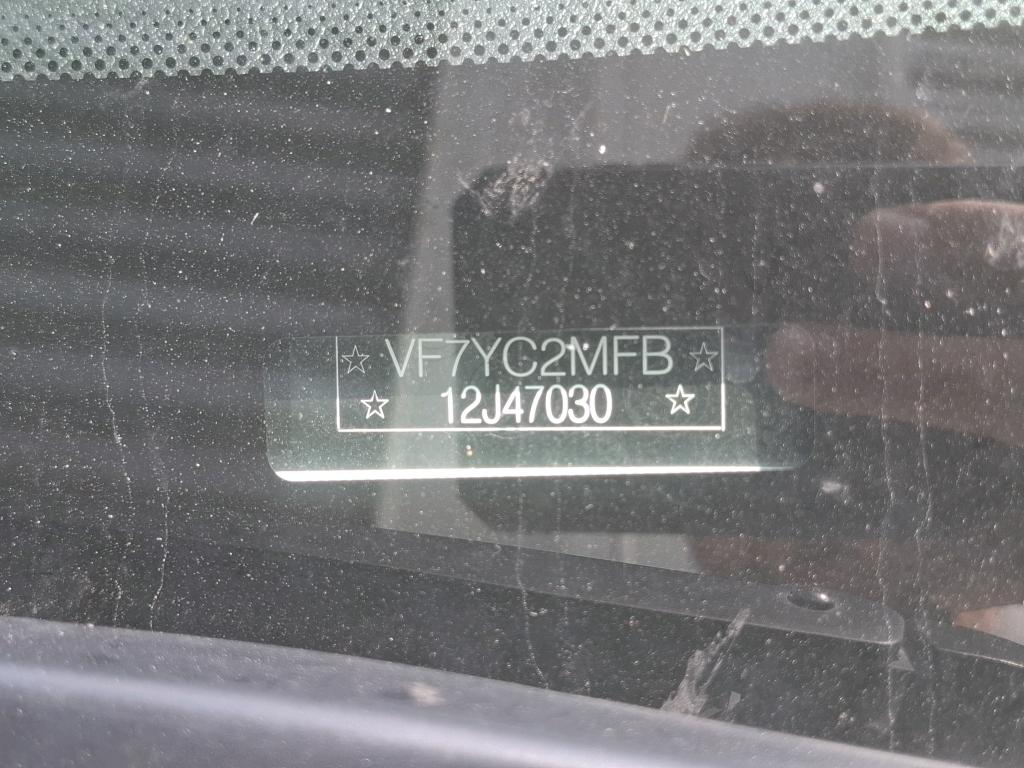 ☆ VF7YC2MFB ☆
☆ 12J47030 ☆